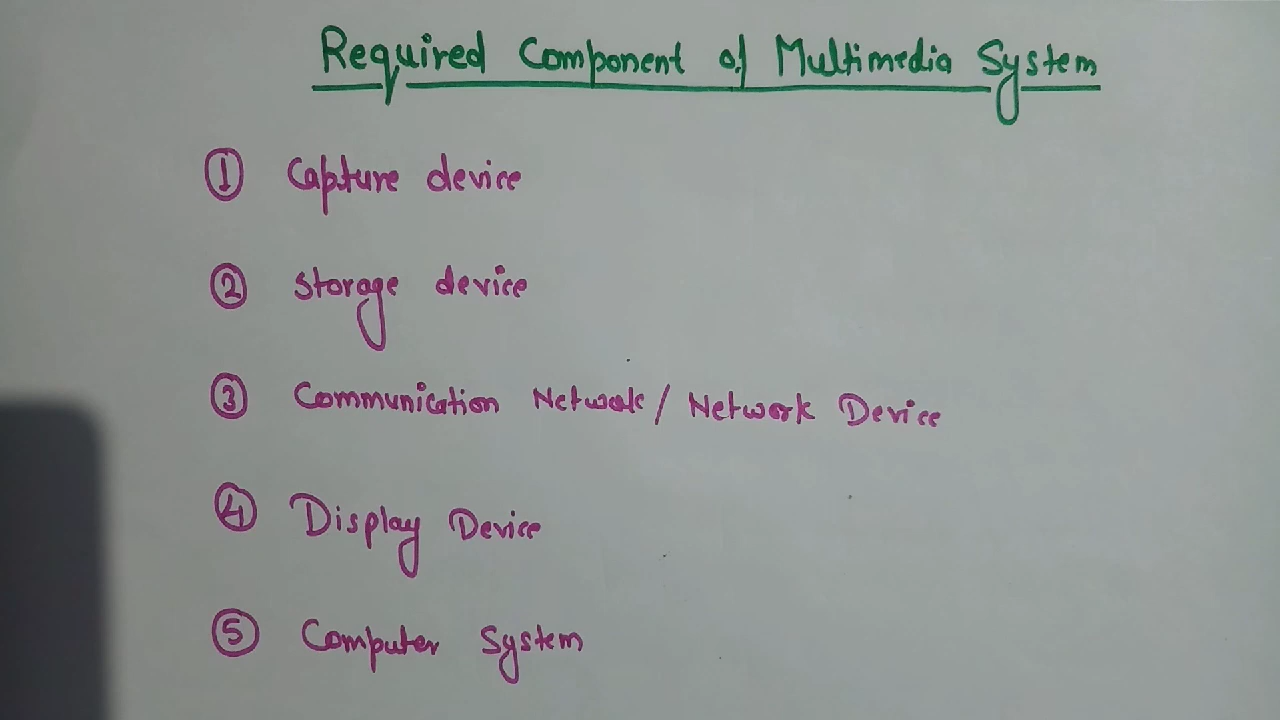 Required Component of Multimedia System
① Capture device
② Storage device
③ Communication Network / Network Device
④ Display Device
⑤ Computer System